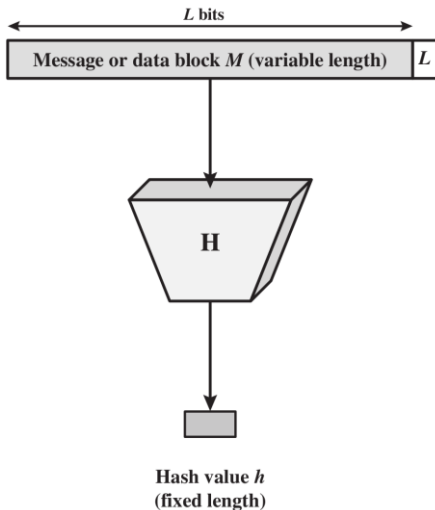 L bits
Message or data block M (variable length) L
H
Hash value h
(fixed length)